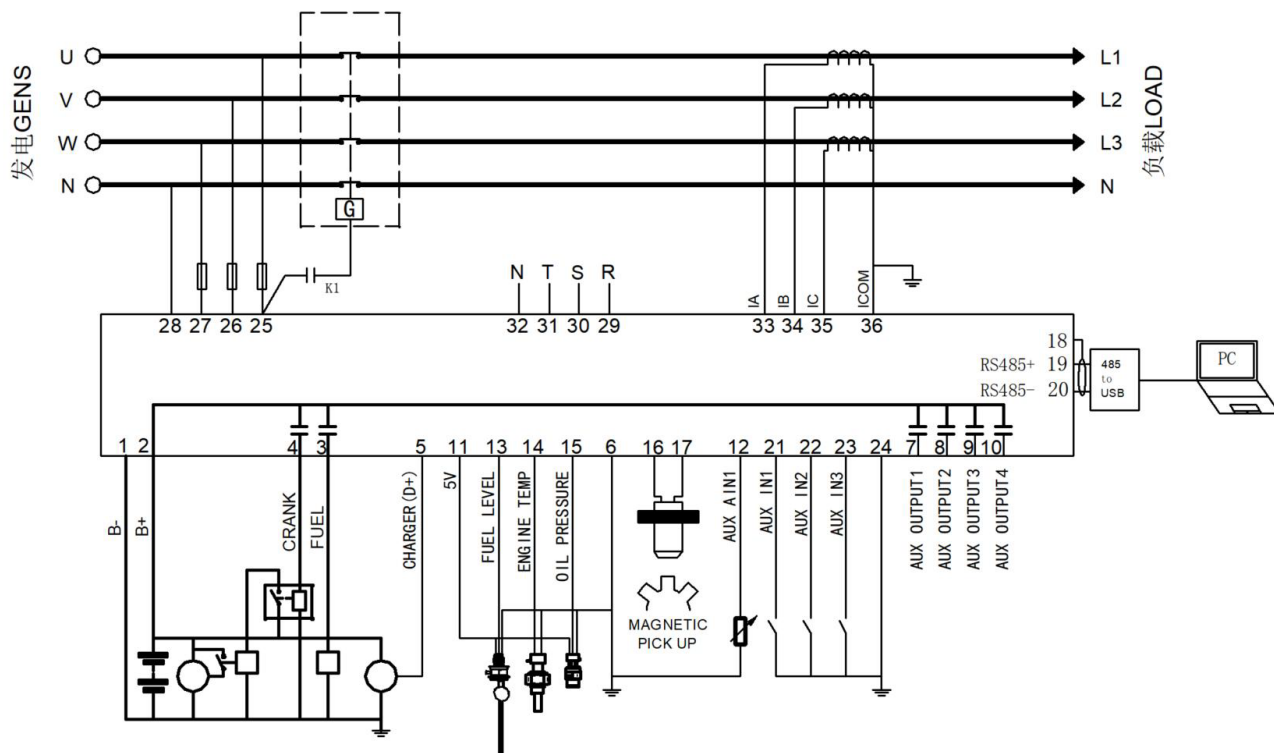 发电GENS
U
V
W
N
L1
L2
L3
N
负载LOAD
G
K1
N T S R
IA IB IC ICOM
28 27 26 25 32 31 30 29 33 34 35 36
18
RS485+ 19
RS485- 20
485
to
USB
PC
1 2 4 3 5 11 13 14 15 6 16 17 12 21 22 23 24 7 8 9 10
B-
B+
CRANK
FUEL
CHARGER(D+)
5V
FUEL LEVEL
ENGINE TEMP
OIL PRESSURE
MAGNETIC
PICK UP
AUX AIN1
AUX IN1
AUX IN2
AUX IN3
AUX OUTPUT1
AUX OUTPUT2
AUX OUTPUT3
AUX OUTPUT4